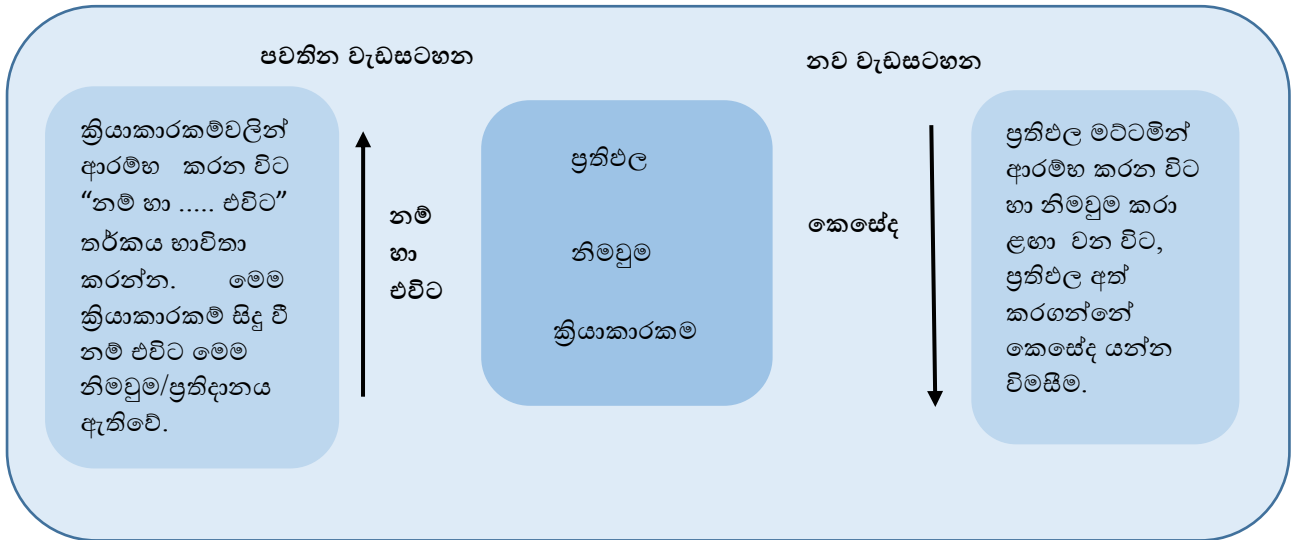 පවතින වැඩසටහන
ක්‍රියාකාරකම්වලින්
ආරම්භ කරන විට
“නම් හා ..... එවිට”
තර්කය භාවිතා
කරන්න. මෙම
ක්‍රියාකාරකම් සිදු වී
නම් එවිට මෙම
නිමවුම/ප්‍රතිදානය
ඇතිවේ.
නම්
හා
එවිට
ප්‍රතිඵල
නිමවුම
ක්‍රියාකාරකම
නව වැඩසටහන
කෙසේද
ප්‍රතිඵල මට්ටමින්
ආරම්භ කරන විට
හා නිමවුම කරා
ළඟා වන විට,
ප්‍රතිඵල අත්
කරගන්නේ
කෙසේද යන්න
විමසීම.